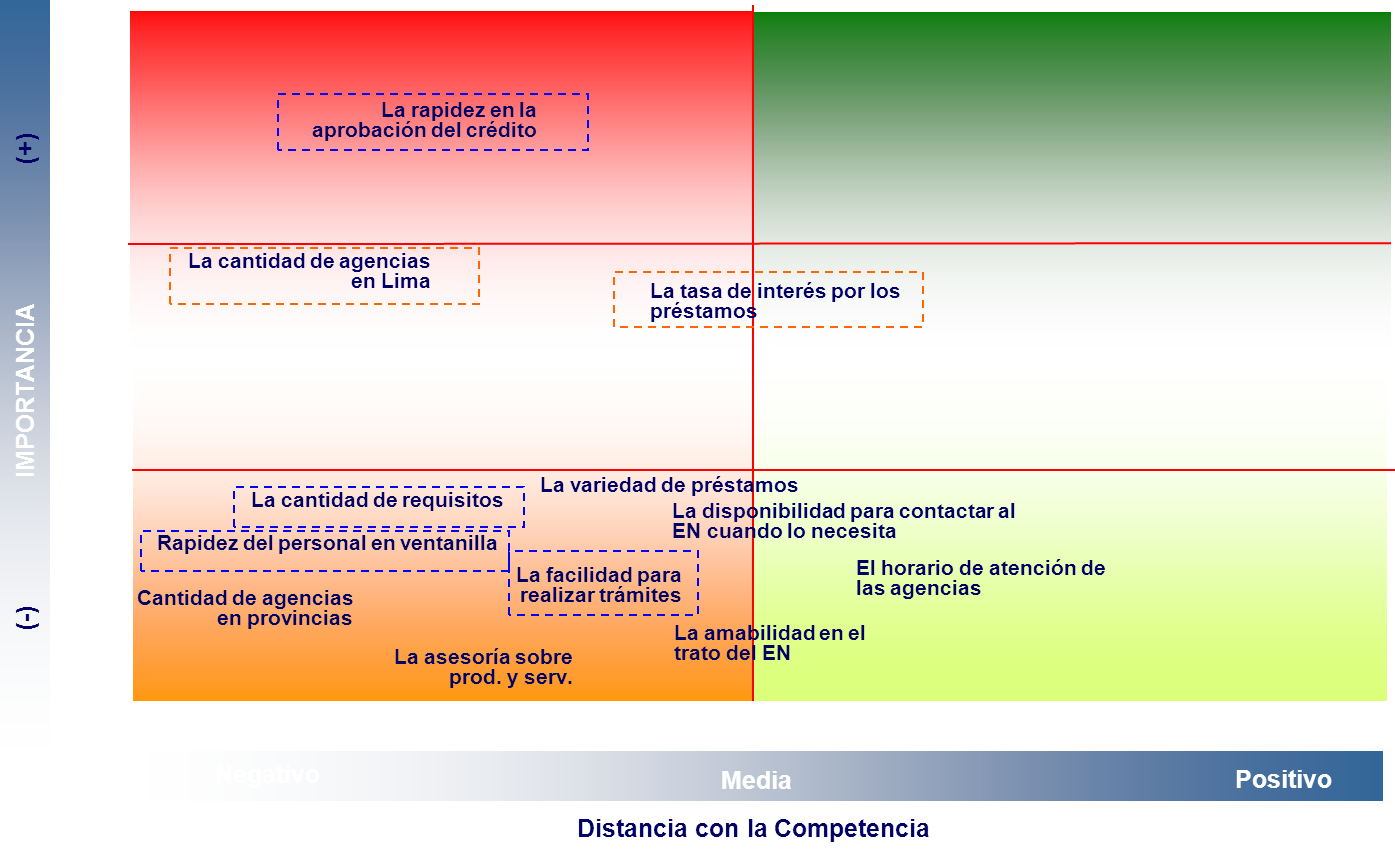 (+)
IMPORTANCIA
(-)
La rapidez en la
aprobación del crédito
La cantidad de agencias
en Lima
La tasa de interés por los
préstamos
La variedad de préstamos
La cantidad de requisitos
La disponibilidad para contactar al
EN cuando lo necesita
Rapidez del personal en ventanilla
El horario de atención de
las agencias
La facilidad para
realizar trámites
Cantidad de agencias
en provincias
La amabilidad en el
trato del EN
La asesoría sobre
prod. y serv.
Negativo
Media
Positivo
Distancia con la Competencia